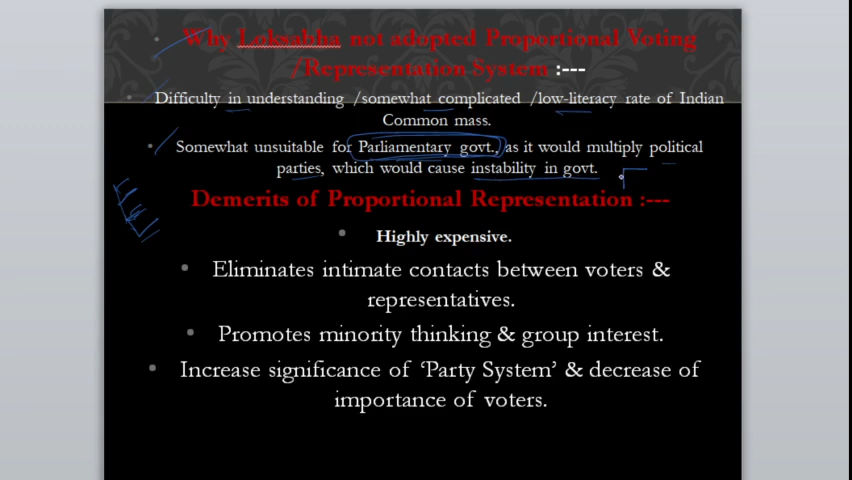 Why Loksabha not adopted Proportional Voting
/Representation System :---
Difficulty in understanding /somewhat complicated /low-literacy rate of Indian
Common mass.
Somewhat unsuitable for Parliamentary govt., as it would multiply political
parties, which would cause instability in govt.
Demerits of Proportional Representation :---
Highly expensive.
Eliminates intimate contacts between voters &
representatives.
Promotes minority thinking & group interest.
Increase significance of ‘Party System’ & decrease of
importance of voters.